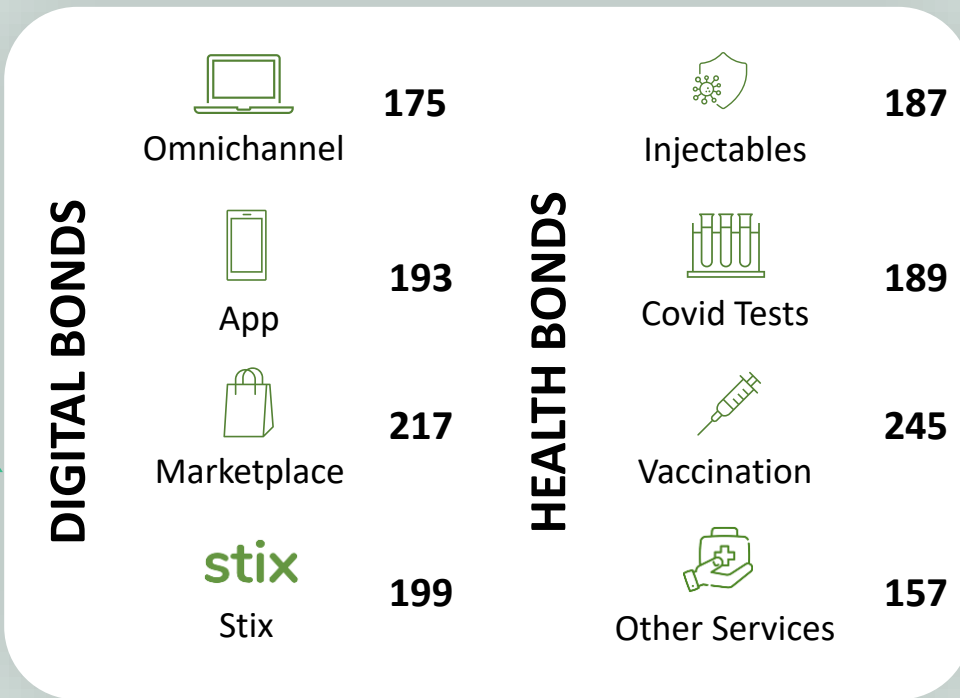 DIGITAL BONDS
175
Omnichannel
193
App
217
Marketplace
stix
199
Stix
HEALTH BONDS
187
Injectables
189
Covid Tests
245
Vaccination
157
Other Services